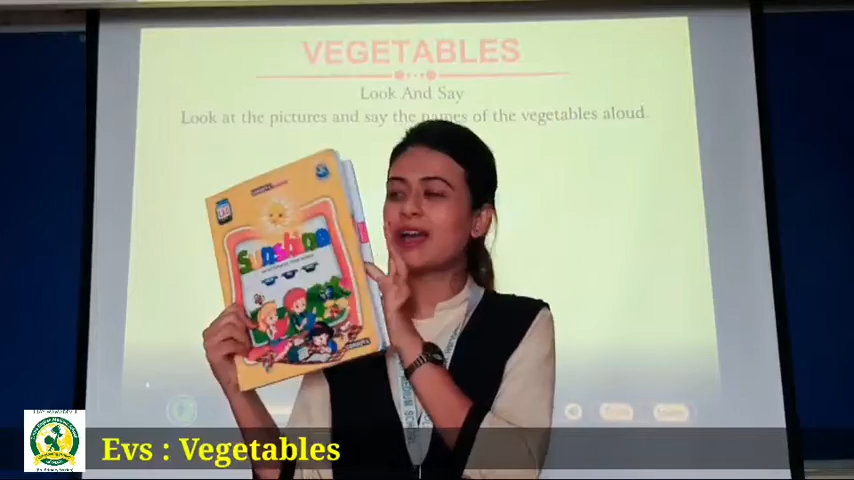 VEGETABLES
Look And Say
Look at the pictures and say the names of the vegetables aloud.
Sunshine
Evs : Vegetables